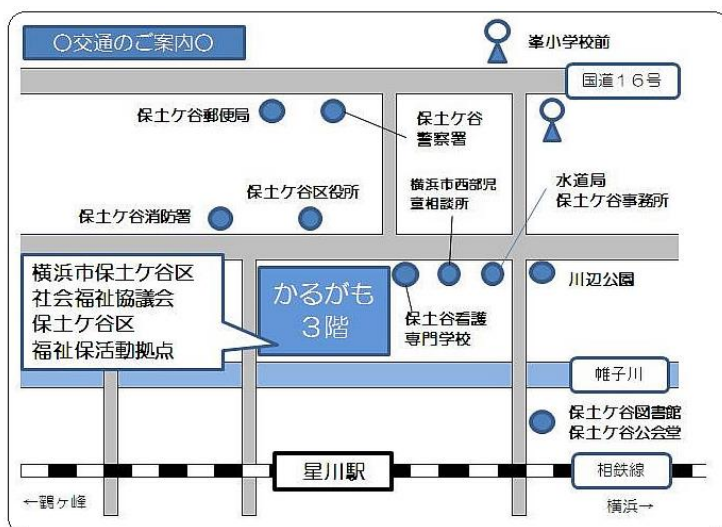 〇交通のご案内〇
峯小学校前
国道１６号
保土ケ谷郵便局
保土ケ谷
警察署
横浜市西部児
童相談所
水道局
保土ケ谷事務所
保土ケ谷区役所
保土ケ谷消防署
横浜市保土ケ谷区
社会福祉協議会
保土ケ谷区
福祉保活動拠点
かるがも
３階
保土谷看護
専門学校
川辺公園
帷子川
保土ケ谷図書館
保土ケ谷公会堂
星川駅
相鉄線
←鶴ヶ峰
横浜→